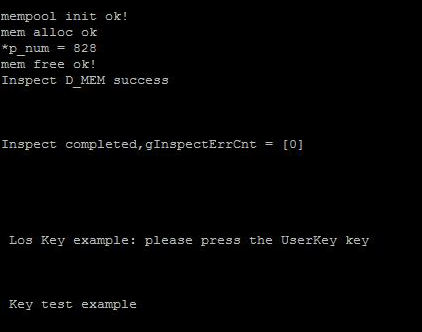 mempool init ok!
mem alloc ok
*p_num = 828
mem free ok!
Inspect D_MEM success
Inspect completed,gInspectErrCnt = [0]
Los Key example: please press the UserKey key
Key test example